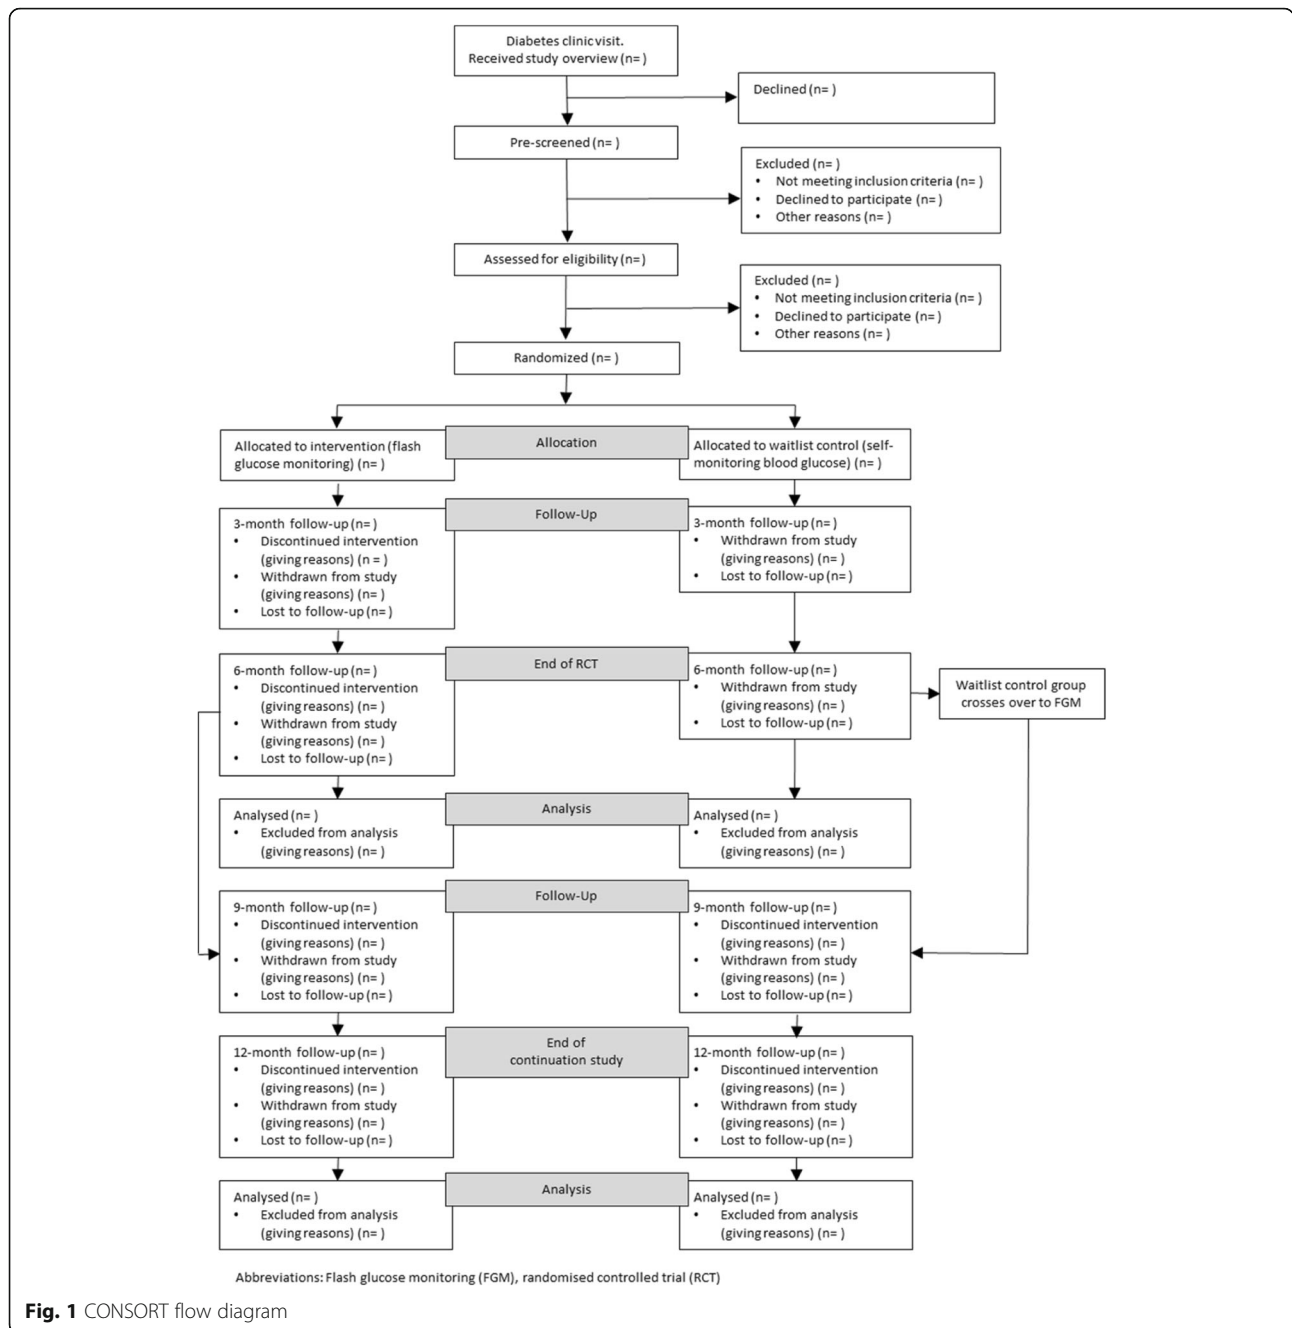 Diabetes clinic visit.
Received study overview (n= )
Declined (n= )
Pre-screened (n= )
Excluded (n= )
• Not meeting inclusion criteria (n= )
• Declined to participate (n= )
• Other reasons (n= )
Assessed for eligibility (n= )
Excluded (n= )
• Not meeting inclusion criteria (n= )
• Declined to participate (n= )
• Other reasons (n= )
Randomized (n= )
Allocation
Allocated to intervention (flash
glucose monitoring) (n= )
Allocated to waitlist control (self-
monitoring blood glucose) (n= )
Follow-Up
3-month follow-up (n= )
• Discontinued intervention
(giving reasons) (n = )
• Withdrawn from study
(giving reasons) (n= )
• Lost to follow-up (n= )
3-month follow-up (n= )
• Withdrawn from study
(giving reasons) (n= )
• Lost to follow-up (n= )
End of RCT
6-month follow-up (n= )
• Discontinued intervention
(giving reasons) (n= )
• Withdrawn from study
(giving reasons) (n= )
• Lost to follow-up (n= )
6-month follow-up (n= )
• Withdrawn from study
(giving reasons) (n= )
• Lost to follow-up (n= )
Waitlist control group
crosses over to FGM
Analysis
Analysed (n= )
• Excluded from analysis
(giving reasons) (n= )
Analysed (n= )
• Excluded from analysis
(giving reasons) (n= )
Follow-Up
9-month follow-up (n= )
• Discontinued intervention
(giving reasons) (n= )
• Withdrawn from study
(giving reasons) (n= )
• Lost to follow-up (n= )
9-month follow-up (n= )
• Discontinued intervention
(giving reasons) (n= )
• Withdrawn from study
(giving reasons) (n= )
• Lost to follow-up (n= )
End of
continuation study
12-month follow-up (n= )
• Discontinued intervention
(giving reasons) (n= )
• Withdrawn from study
(giving reasons) (n= )
• Lost to follow-up (n= )
12-month follow-up (n= )
• Discontinued intervention
(giving reasons) (n= )
• Withdrawn from study
(giving reasons) (n= )
• Lost to follow-up (n= )
Analysis
Analysed (n= )
• Excluded from analysis
(giving reasons) (n= )
Analysed (n= )
• Excluded from analysis
(giving reasons) (n= )
Abbreviations: Flash glucose monitoring (FGM), randomised controlled trial (RCT)
Fig. 1 CONSORT flow diagram